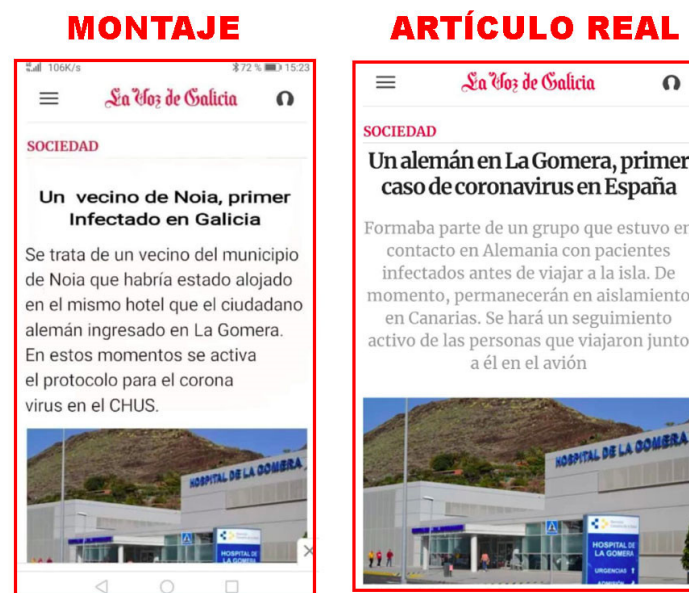 MONTAJE
106K/s
72 %
15:23
La Voz de Galicia
SOCIEDAD
Un vecino de Noia, primer
Infectado en Galicia
Se trata de un vecino del municipio
de Noia que habría estado alojado
en el mismo hotel que el ciudadano
alemán ingresado en La Gomera.
En estos momentos se activa
el protocolo para el corona
virus en el CHUS.
HOSPITAL DE LA GOMERA
HOSPITAL DE
LA GOMERA
ARTÍCULO REAL
La Voz de Galicia
SOCIEDAD
Un alemán en La Gomera, primer
caso de coronavirus en España
Formaba parte de un grupo que estuvo en
contacto en Alemania con pacientes
infectados antes de viajar a la isla. De
momento, permanecerán en aislamiento
en Canarias. Se hará un seguimiento
activo de las personas que viajaron junto
a él en el avión
HOSPITAL DE LA GOMERA
HOSPITAL DE
LA GOMERA
URGENCIAS